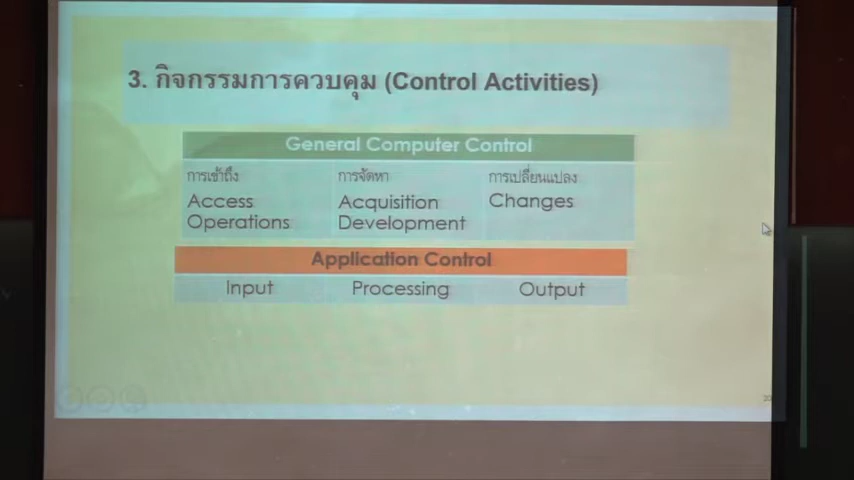 3. กิจกรรมการควบคุม (Control Activities)
General Computer Control
การเข้าถึง การจัดหา การเปลี่ยนแปลง
Access Acquisition Changes
Operations Development
Application Control
Input Processing Output
20